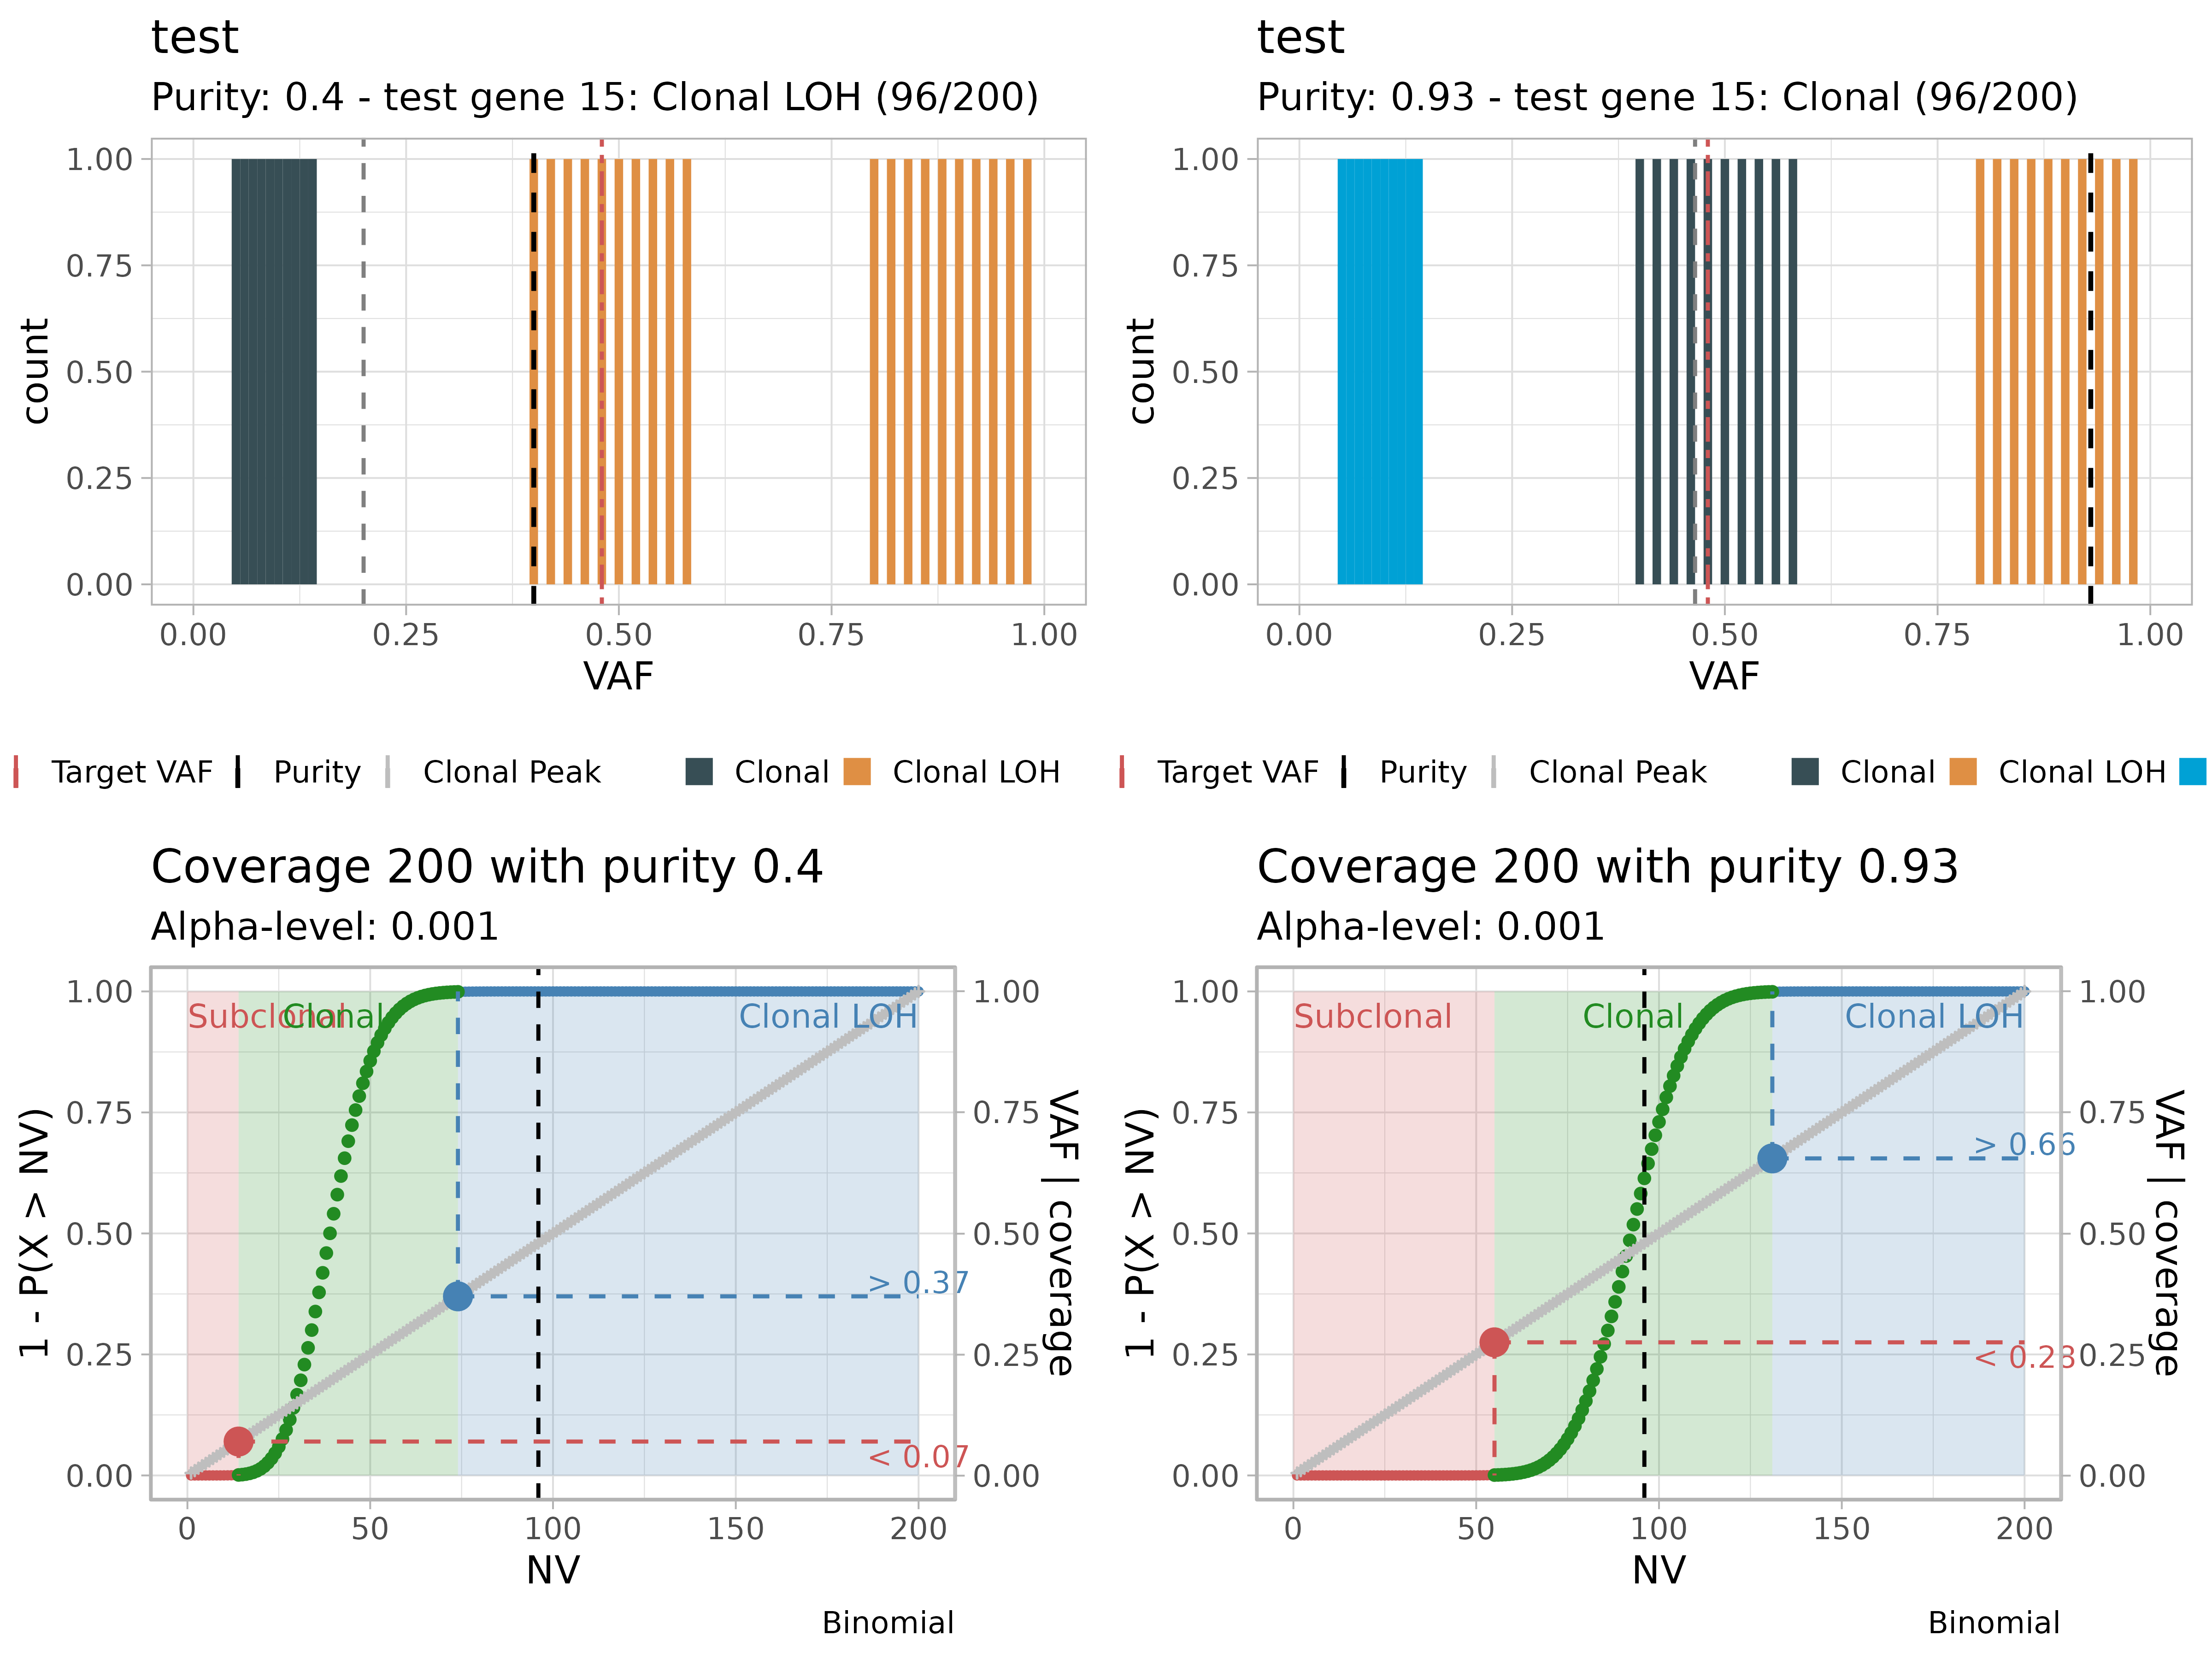 test
Purity: 0.4 - test gene 15: Clonal LOH (96/200)
1.00
0.75
0.50
0.25
0.00
count
0.00 0.25 0.50 0.75 1.00
VAF
Target VAF Purity Clonal Peak Clonal Clonal LOH
test
Purity: 0.93 - test gene 15: Clonal (96/200)
1.00
0.75
0.50
0.25
0.00
count
0.00 0.25 0.50 0.75 1.00
VAF
Target VAF Purity Clonal Peak Clonal Clonal LOH
Coverage 200 with purity 0.4
Alpha-level: 0.001
1.00
0.75
0.50
0.25
0.00
1 - P(X > NV)
Subclonal Clonal Clonal LOH
> 0.37
< 0.07
1.00
0.75
0.50
0.25
0.00
VAF | coverage
0 50 100 150 200
NV
Binomial
Coverage 200 with purity 0.93
Alpha-level: 0.001
1.00
0.75
0.50
0.25
0.00
1 - P(X > NV)
Subclonal Clonal Clonal LOH
> 0.66
< 0.28
1.00
0.75
0.50
0.25
0.00
VAF | coverage
0 50 100 150 200
NV
Binomial